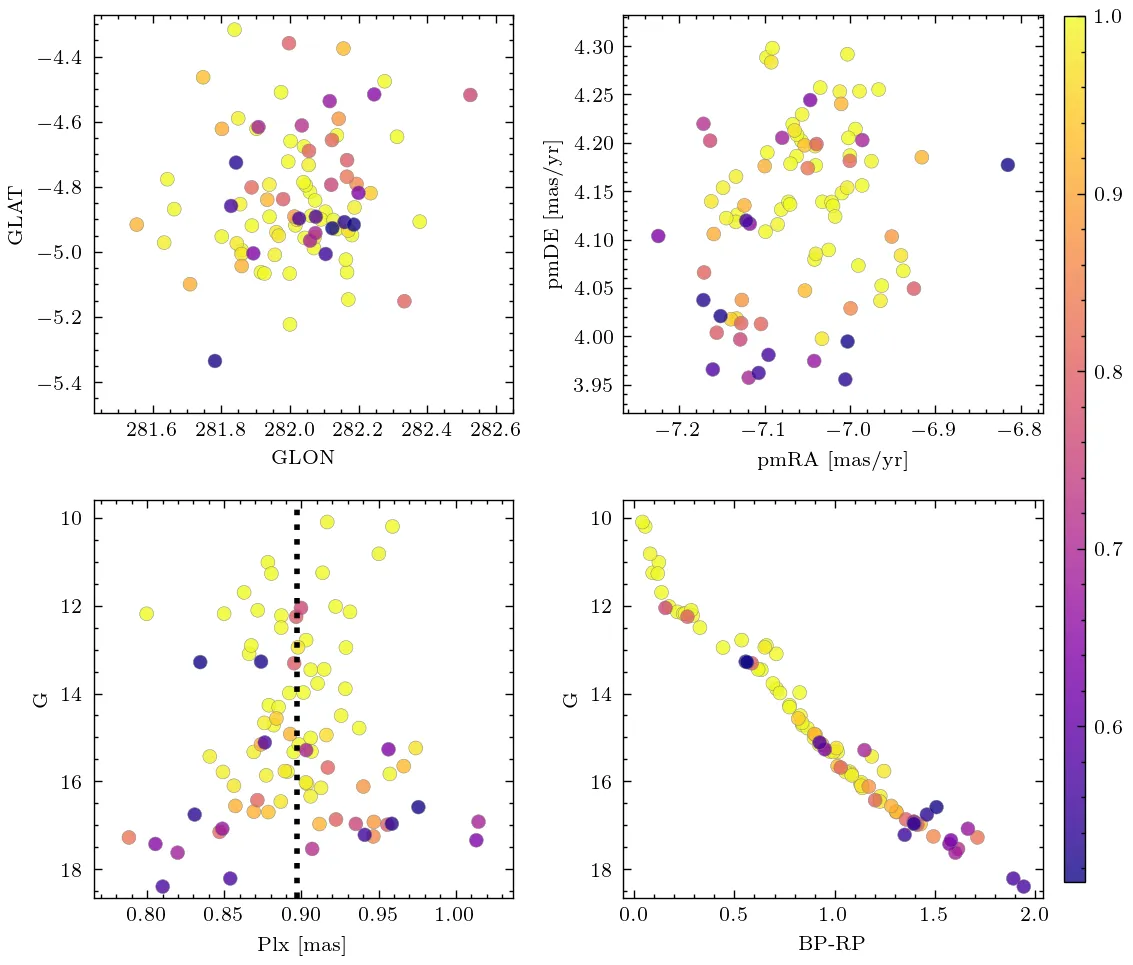 −4.4
−4.6
−4.8
−5.0
−5.2
−5.4
GLAT
281.6 281.8 282.0 282.2 282.4 282.6
GLON
4.30
4.25
4.20
4.15
4.10
4.05
4.00
3.95
pmDE [mas/yr]
−7.2 −7.1 −7.0 −6.9 −6.8
pmRA [mas/yr]
10
12
14
16
18
G
0.80 0.85 0.90 0.95 1.00
Plx [mas]
10
12
14
16
18
G
0.0 0.5 1.0 1.5 2.0
BP-RP
1.0
0.9
0.8
0.7
0.6